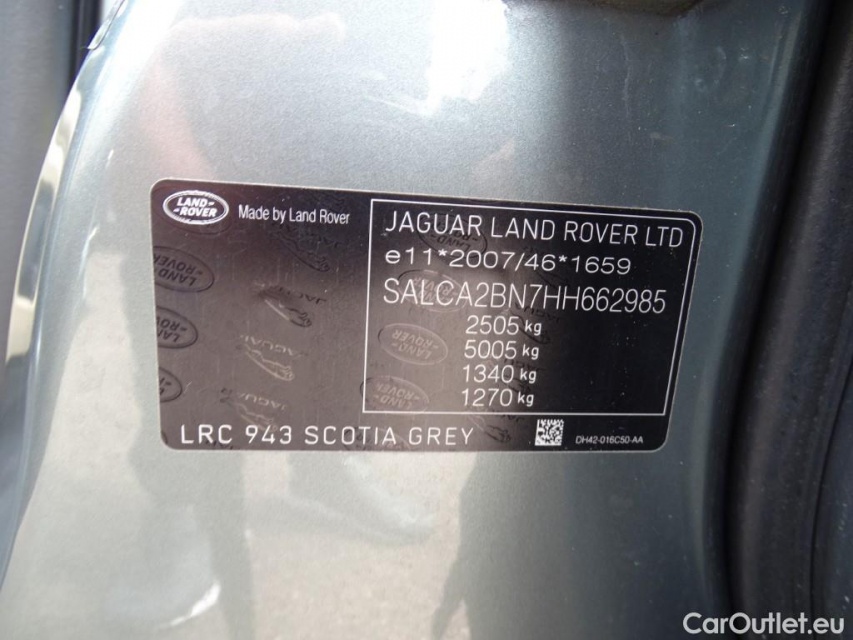 LAND-ROVER
Made by Land Rover
JAGUAR LAND ROVER LTD
e11*2007/46*1659
SALCA2BN7HH662985
2505 kg
5005 kg
1340 kg
1270 kg
LRC 943 SCOTIA GREY
DH42-016C50-AA
CarOutlet.eu